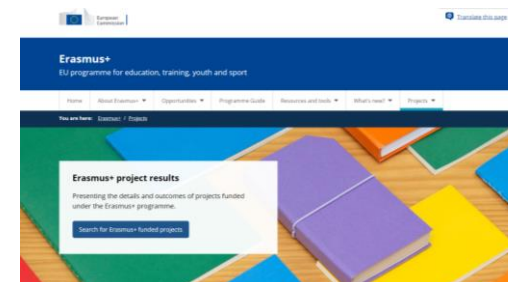 European
Commission
Translate this page
Erasmus+
EU programme for education, training, youth and sport
Home About Erasmus+ Opportunities Programme Guide Resources and tools What's new? Projects
You are here: Erasmus+ / Projects
Erasmus+ project results
Presenting the details and outcomes of projects funded
under the Erasmus+ programme.
Search for Erasmus+ funded projects